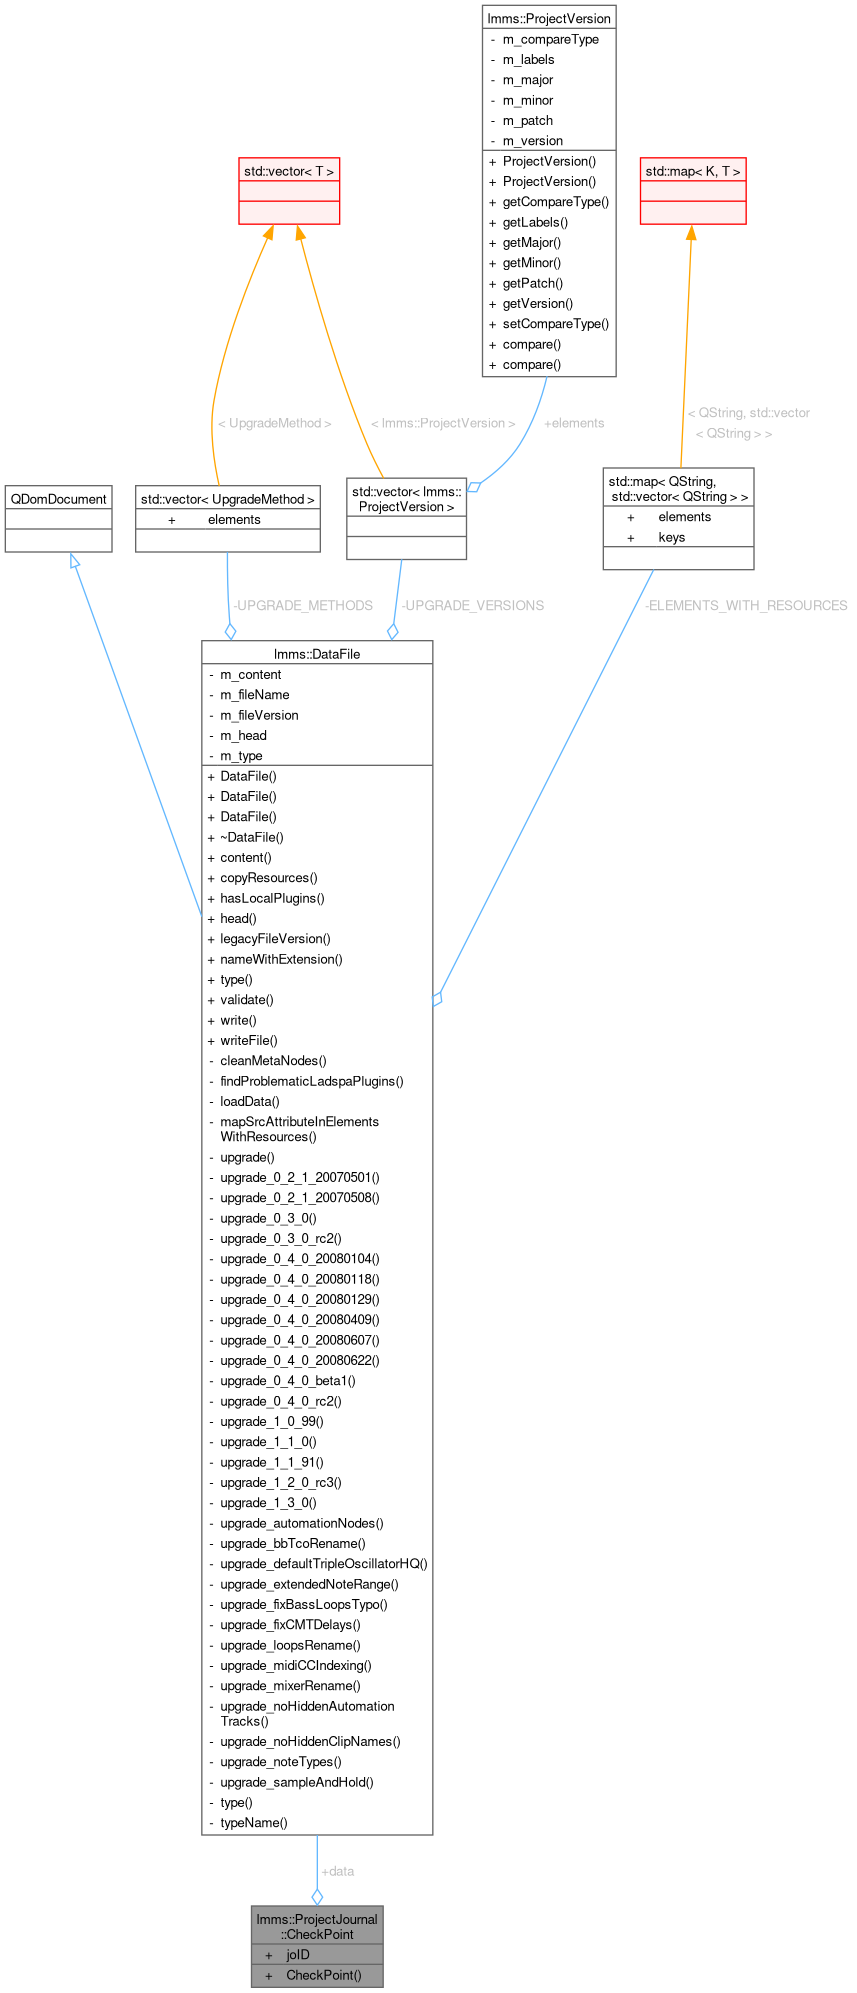 lmms::ProjectVersion
- m_compareType
- m_labels
- m_major
- m_minor
- m_patch
- m_version
+ ProjectVersion()
+ ProjectVersion()
+ getCompareType()
+ getLabels()
+ getMajor()
+ getMinor()
+ getPatch()
+ getVersion()
+ setCompareType()
+ compare()
+ compare()
std::vector< T >
std::map< K, T >
< UpgradeMethod >
< lmms::ProjectVersion >
+elements
< QString, std::vector
< QString > >
QDomDocument
std::vector< UpgradeMethod >
+ elements
std::vector< lmms::
ProjectVersion >
std::map< QString,
std::vector< QString > >
+ elements
+ keys
-UPGRADE_METHODS
-UPGRADE_VERSIONS
-ELEMENTS_WITH_RESOURCES
lmms::DataFile
- m_content
- m_fileName
- m_fileVersion
- m_head
- m_type
+ DataFile()
+ DataFile()
+ DataFile()
+ ~DataFile()
+ content()
+ copyResources()
+ hasLocalPlugins()
+ head()
+ legacyFileVersion()
+ nameWithExtension()
+ type()
+ validate()
+ write()
+ writeFile()
- cleanMetaNodes()
- findProblematicLadspaPlugins()
- loadData()
- mapSrcAttributeInElements
WithResources()
- upgrade()
- upgrade_0_2_1_20070501()
- upgrade_0_2_1_20070508()
- upgrade_0_3_0()
- upgrade_0_3_0_rc2()
- upgrade_0_4_0_20080104()
- upgrade_0_4_0_20080118()
- upgrade_0_4_0_20080129()
- upgrade_0_4_0_20080409()
- upgrade_0_4_0_20080607()
- upgrade_0_4_0_20080622()
- upgrade_0_4_0_beta1()
- upgrade_0_4_0_rc2()
- upgrade_1_0_99()
- upgrade_1_1_0()
- upgrade_1_1_91()
- upgrade_1_2_0_rc3()
- upgrade_1_3_0()
- upgrade_automationNodes()
- upgrade_bbTcoRename()
- upgrade_defaultTripleOscillatorHQ()
- upgrade_extendedNoteRange()
- upgrade_fixBassLoopsTypo()
- upgrade_fixCMTDelays()
- upgrade_loopsRename()
- upgrade_midiCCIndexing()
- upgrade_mixerRename()
- upgrade_noHiddenAutomation
Tracks()
- upgrade_noHiddenClipNames()
- upgrade_noteTypes()
- upgrade_sampleAndHold()
- type()
- typeName()
+data
lmms::ProjectJournal
::CheckPoint
+ joID
+ CheckPoint()